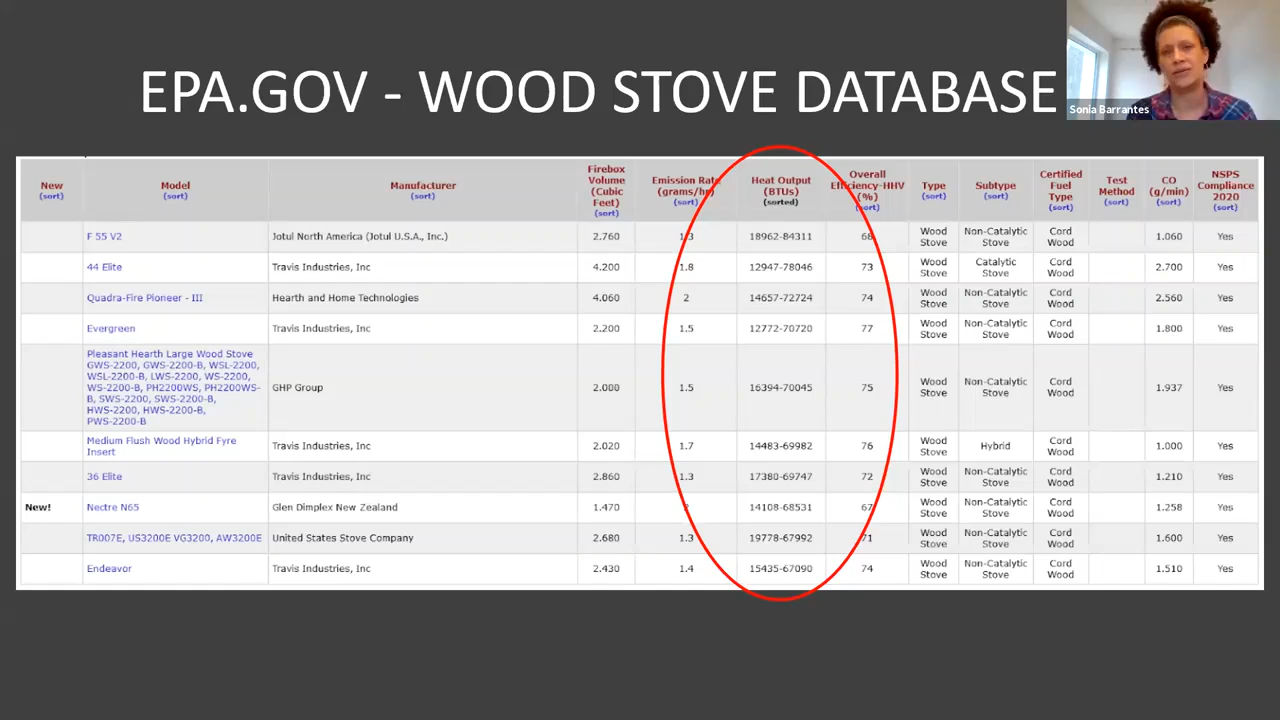 EPA.GOV - WOOD STOVE DATABASE
Sonia Barrantes
New (sort) Model (sort) Manufacturer (sort) Firebox Volume (Cubic Feet) (sort) Emission Rate (grams/hr) (sort) Heat Output (BTUs) (sorted) Overall Efficiency-HHV (%) (sort) Type (sort) Subtype (sort) Certified Fuel Type (sort) Test Method (sort) CO (g/min) (sort) NSPS Compliance 2020 (sort)
F 55 V2 Jotul North America (Jotul U.S.A., Inc.) 2.760 1.3 18962-84311 68 Wood Stove Non-Catalytic Stove Cord Wood 1.060 Yes
44 Elite Travis Industries, Inc 4.200 1.8 12947-78046 73 Wood Stove Catalytic Stove Cord Wood 2.700 Yes
Quadra-Fire Pioneer - III Hearth and Home Technologies 4.060 2 14657-72724 74 Wood Stove Non-Catalytic Stove Cord Wood 2.560 Yes
Evergreen Travis Industries, Inc 2.200 1.5 12772-70720 77 Wood Stove Non-Catalytic Stove Cord Wood 1.800 Yes
Pleasant Hearth Large Wood Stove
GWS-2200, GWS-2200-B, WSL-2200,
WSL-2200-B, LWS-2200, WS-2200,
WS-2200-B, PH2200WS, PH2200WS-
B, SWS-2200, SWS-2200-B,
HWS-2200, HWS-2200-B,
PWS-2200-B
GHP Group 2.000 1.5 16394-70045 75 Wood Stove Non-Catalytic Stove Cord Wood 1.937 Yes
Medium Flush Wood Hybrid Fyre Insert Travis Industries, Inc 2.020 1.7 14483-69982 76 Wood Stove Hybrid Cord Wood 1.000 Yes
36 Elite Travis Industries, Inc 2.860 1.3 17380-69747 72 Wood Stove Non-Catalytic Stove Cord Wood 1.210 Yes
New! Nectre N65 Glen Dimplex New Zealand 1.470 14108-68531 67 Wood Stove Non-Catalytic Stove Cord Wood 1.258 Yes
TR007E, US3200E VG3200, AW3200E United States Stove Company 2.680 1.3 19778-67992 71 Wood Stove Non-Catalytic Stove Cord Wood 1.600 Yes
Endeavor Travis Industries, Inc 2.430 1.4 15435-67090 74 Wood Stove Non-Catalytic Stove Cord Wood 1.510 Yes